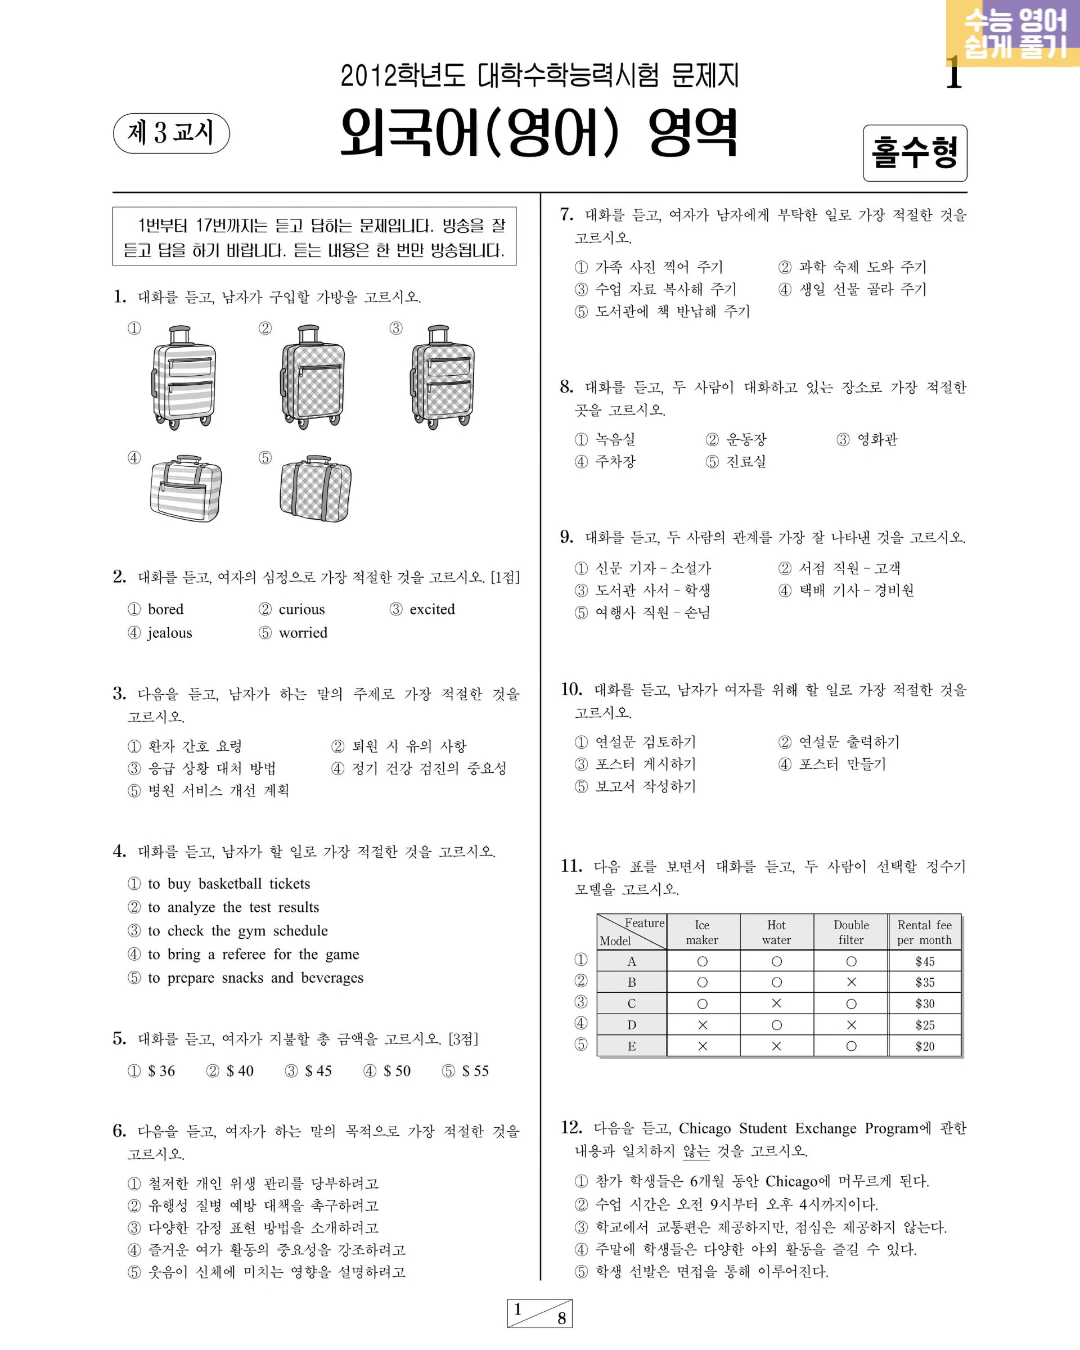 수능 영어
쉽게 풀기
1
2012학년도 대학수학능력시험 문제지
제 3 교시
외국어(영어) 영역
홀수형
1번부터 17번까지는 듣고 답하는 문제입니다. 방송을 잘
듣고 답을 하기 바랍니다. 듣는 내용은 한 번만 방송됩니다.
1. 대화를 듣고, 남자가 구입할 가방을 고르시오.
① ② ③
④ ⑤
2. 대화를 듣고, 여자의 심정으로 가장 적절한 것을 고르시오. [1점]
① bored ② curious ③ excited
④ jealous ⑤ worried
3. 다음을 듣고, 남자가 하는 말의 주제로 가장 적절한 것을
고르시오.
① 환자 간호 요령 ② 퇴원 시 유의 사항
③ 응급 상황 대처 방법 ④ 정기 건강 검진의 중요성
⑤ 병원 서비스 개선 계획
4. 대화를 듣고, 남자가 할 일로 가장 적절한 것을 고르시오.
① to buy basketball tickets
② to analyze the test results
③ to check the gym schedule
④ to bring a referee for the game
⑤ to prepare snacks and beverages
5. 대화를 듣고, 여자가 지불할 총 금액을 고르시오. [3점]
① $ 36 ② $ 40 ③ $ 45 ④ $ 50 ⑤ $ 55
6. 다음을 듣고, 여자가 하는 말의 목적으로 가장 적절한 것을
고르시오.
① 철저한 개인 위생 관리를 당부하려고
② 유행성 질병 예방 대책을 촉구하려고
③ 다양한 감정 표현 방법을 소개하려고
④ 즐거운 여가 활동의 중요성을 강조하려고
⑤ 웃음이 신체에 미치는 영향을 설명하려고
7. 대화를 듣고, 여자가 남자에게 부탁한 일로 가장 적절한 것을
고르시오.
① 가족 사진 찍어 주기 ② 과학 숙제 도와 주기
③ 수업 자료 복사해 주기 ④ 생일 선물 골라 주기
⑤ 도서관에 책 반납해 주기
8. 대화를 듣고, 두 사람이 대화하고 있는 장소로 가장 적절한
곳을 고르시오.
① 녹음실 ② 운동장 ③ 영화관
④ 주차장 ⑤ 진료실
9. 대화를 듣고, 두 사람의 관계를 가장 잘 나타낸 것을 고르시오.
① 신문 기자 – 소설가 ② 서점 직원 – 고객
③ 도서관 사서 – 학생 ④ 택배 기사 – 경비원
⑤ 여행사 직원 – 손님
10. 대화를 듣고, 남자가 여자를 위해 할 일로 가장 적절한 것을
고르시오.
① 연설문 검토하기 ② 연설문 출력하기
③ 포스터 게시하기 ④ 포스터 만들기
⑤ 보고서 작성하기
11. 다음 표를 보면서 대화를 듣고, 두 사람이 선택할 정수기
모델을 고르시오.
Feature Ice Hot Double Rental fee
Model maker water filter per month
① A ○ ○ ○ $45
② B ○ ○ × $35
③ C ○ × ○ $30
④ D × ○ × $25
⑤ E × × ○ $20
12. 다음을 듣고, Chicago Student Exchange Program에 관한
내용과 일치하지 않는 것을 고르시오.
① 참가 학생들은 6개월 동안 Chicago에 머무르게 된다.
② 수업 시간은 오전 9시부터 오후 4시까지이다.
③ 학교에서 교통편은 제공하지만, 점심은 제공하지 않는다.
④ 주말에 학생들은 다양한 야외 활동을 즐길 수 있다.
⑤ 학생 선발은 면접을 통해 이루어진다.
1
8